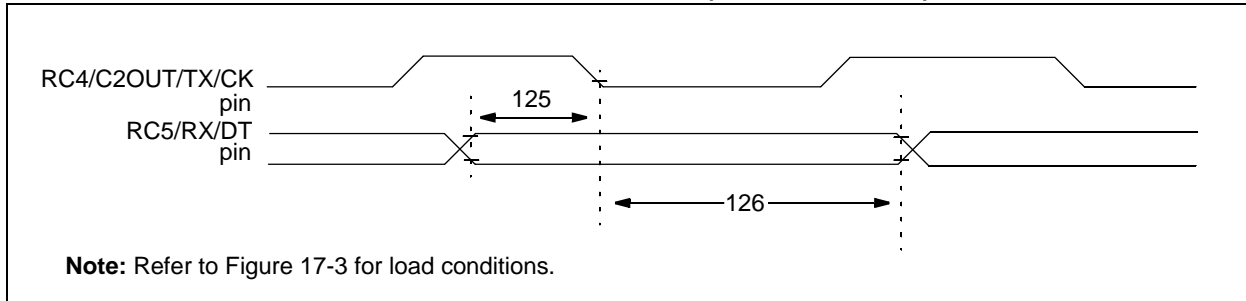 RC4/C2OUT/TX/CK
pin
125
RC5/RX/DT
pin
126
Note: Refer to Figure 17-3 for load conditions.